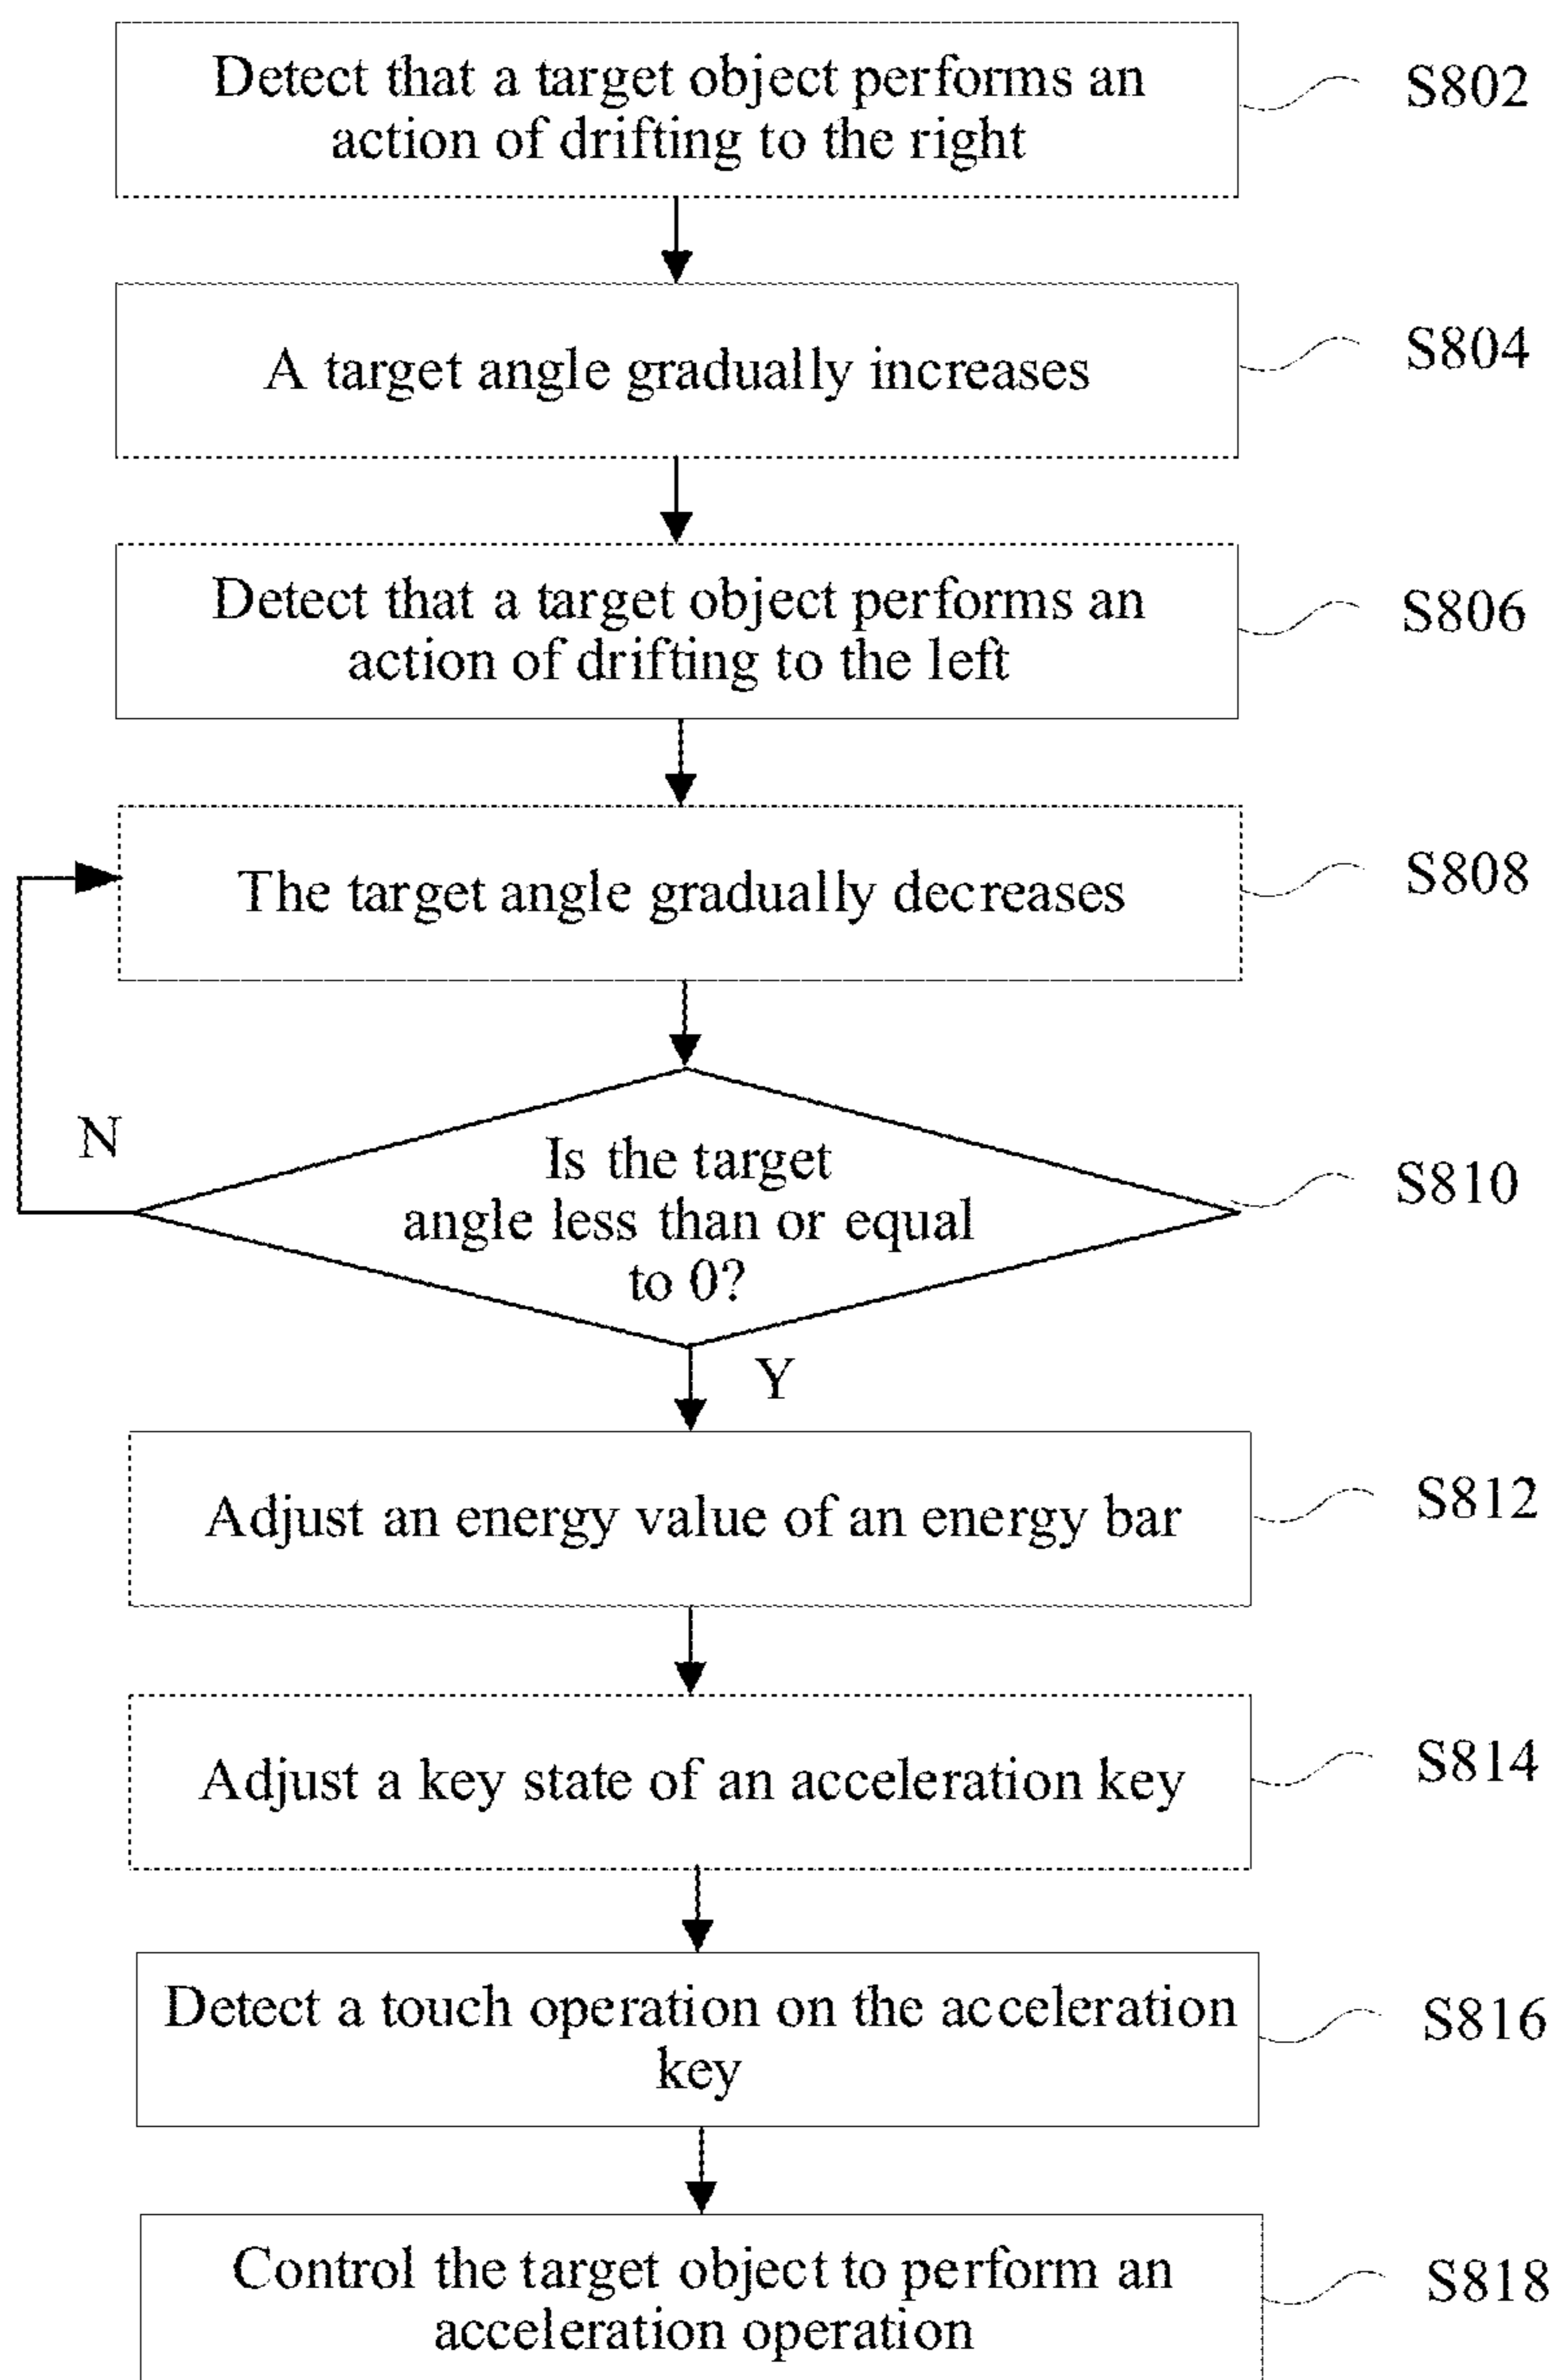 Detect that a target object performs an
action of drifting to the right
S802
A target angle gradually increases
S804
Detect that a target object performs an
action of drifting to the left
S806
The target angle gradually decreases
S808
N
Is the target
angle less than or equal
to 0?
S810
Y
Adjust an energy value of an energy bar
S812
Adjust a key state of an acceleration key
S814
Detect a touch operation on the acceleration
key
S816
Control the target object to perform an
acceleration operation
S818